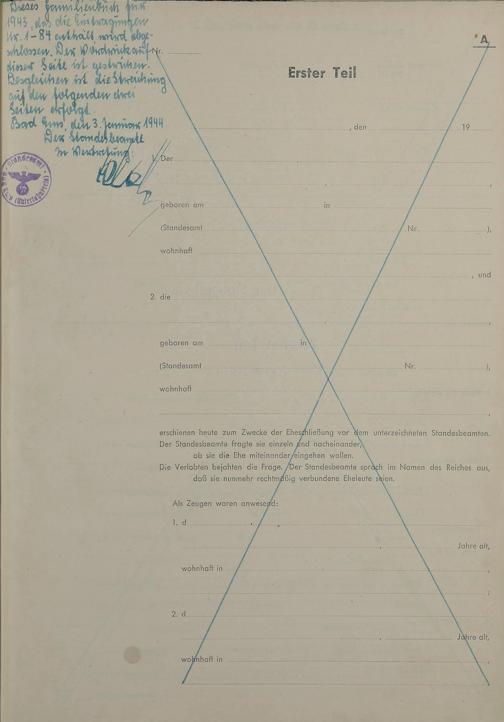 Dieses Familienbuch für
1943, das die Eintragungen
Nr. 1-84 enthält wird abge-
schlossen. Der Vordruck auf
dieser Seite ist gestrichen.
Desgleichen ist die Streichung
auf den folgenden drei
Seiten erfolgt.
Bad Ems, den 3. Januar 1944
Der Standesbeamte
In Vertretung:
Standesamt
Bad Ems
A
Nr.
Erster Teil
, den 19
1. Der
geboren am in
(Standesamt Nr. ),
wohnhaft
, und
2. die
geboren am in
(Standesamt Nr. ),
wohnhaft
erschienen heute zum Zwecke der Eheschließung vor dem unterzeichneten Standesbeamten.
Der Standesbeamte fragte sie einzeln und nacheinander,
ob sie die Ehe miteinander eingehen wollen.
Die Verlobten bejahten die Frage. Der Standesbeamte sprach im Namen des Reiches aus,
daß sie nunmehr rechtmäßig verbundene Eheleute seien.
Als Zeugen waren anwesend:
1. d
Jahre alt,
wohnhaft in
2. d
Jahre alt,
wohnhaft in